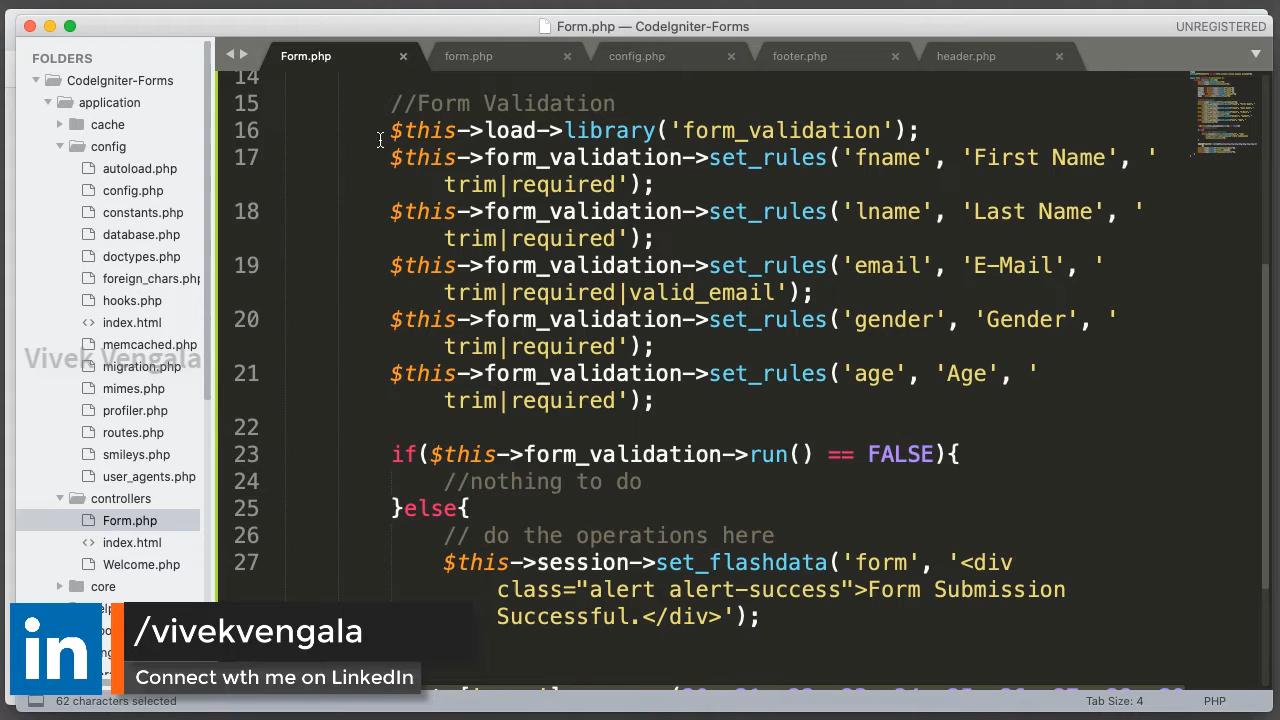 Form.php — CodeIgniter-Forms
UNREGISTERED
FOLDERS
CodeIgniter-Forms
application
cache
config
autoload.php
config.php
constants.php
database.php
doctypes.php
foreign_chars.php
hooks.php
index.html
memcached.php
migration.php
mimes.php
profiler.php
routes.php
smileys.php
user_agents.php
controllers
Form.php
index.html
Welcome.php
core
Vivek Vengala
Form.php
form.php
config.php
footer.php
header.php
14
15 //Form Validation
16 $this->load->library('form_validation');
17 $this->form_validation->set_rules('fname', 'First Name', '
trim|required');
18 $this->form_validation->set_rules('lname', 'Last Name', '
trim|required');
19 $this->form_validation->set_rules('email', 'E-Mail', '
trim|required|valid_email');
20 $this->form_validation->set_rules('gender', 'Gender', '
trim|required');
21 $this->form_validation->set_rules('age', 'Age', '
trim|required');
22
23 if($this->form_validation->run() == FALSE){
24 //nothing to do
25 }else{
26 // do the operations here
27 $this->session->set_flashdata('form', '<div
class="alert alert-success">Form Submission
Successful.</div>');
in
/vivekvengala
Connect wth me on LinkedIn
62 characters selected
Tab Size: 4
PHP